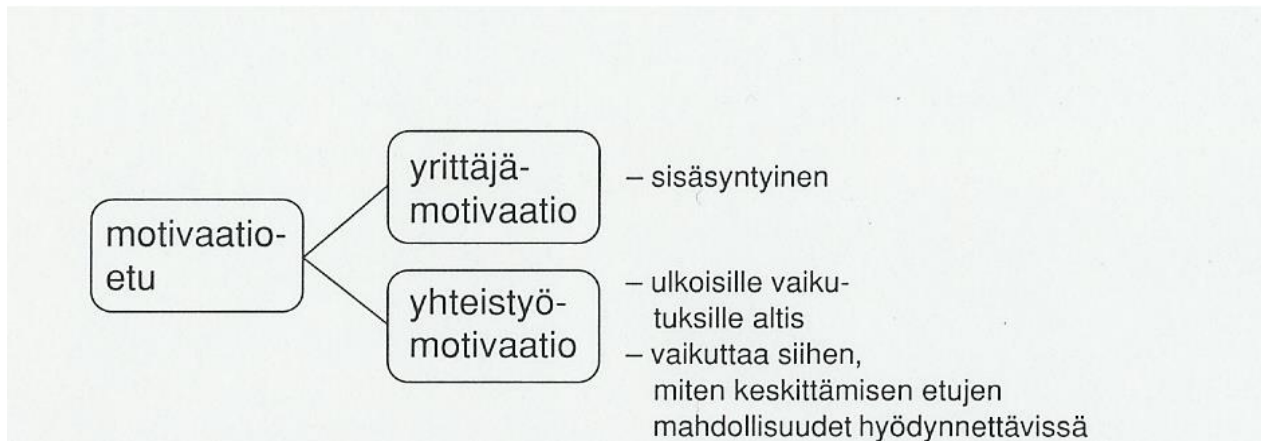 motivaatio-
etu
yrittäjä-
motivaatio
– sisäsyntyinen
yhteistyö-
motivaatio
– ulkoisille vaiku-
tuksille altis
– vaikuttaa siihen,
miten keskittämisen etujen
mahdollisuudet hyödynnettävissä